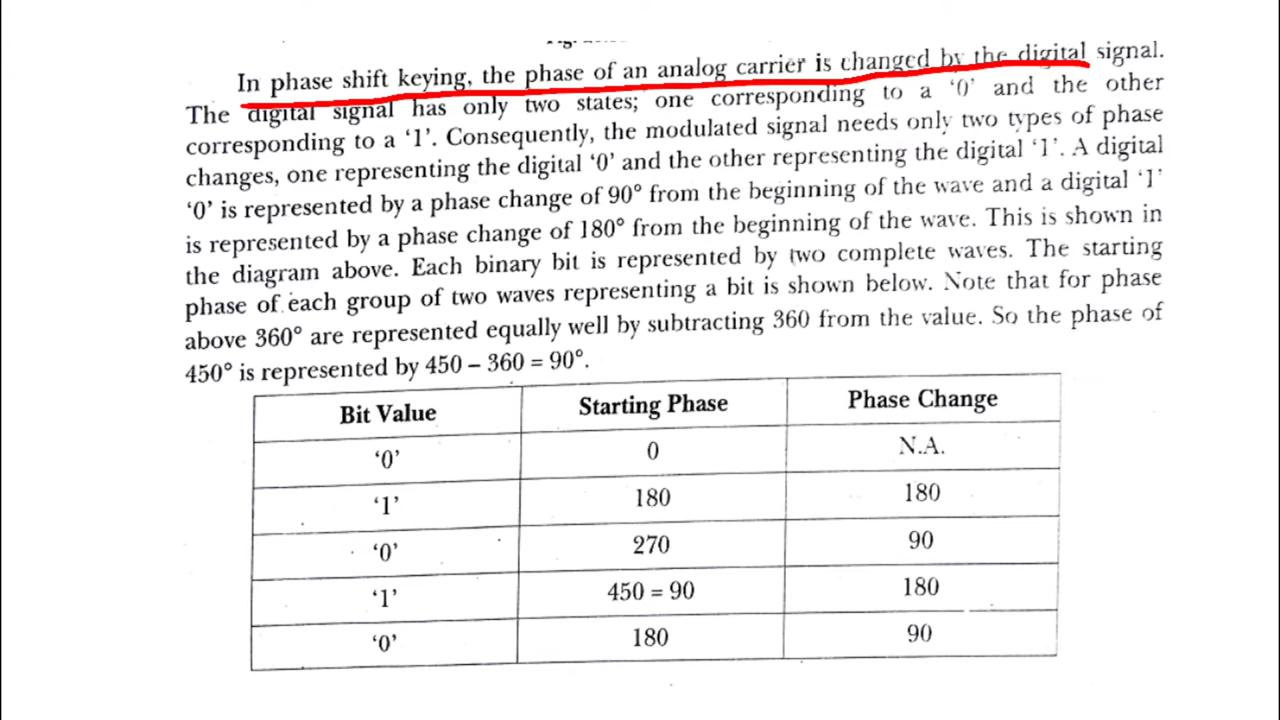 In phase shift keying, the phase of an analog carrier is changed by the digital signal.
The digital signal has only two states; one corresponding to a ‘0’ and the other
corresponding to a ‘1’. Consequently, the modulated signal needs only two types of phase
changes, one representing the digital ‘0’ and the other representing the digital ‘1’. A digital
‘0’ is represented by a phase change of 90° from the beginning of the wave and a digital ‘1’
is represented by a phase change of 180° from the beginning of the wave. This is shown in
the diagram above. Each binary bit is represented by two complete waves. The starting
phase of each group of two waves representing a bit is shown below. Note that for phase
above 360° are represented equally well by subtracting 360 from the value. So the phase of
450° is represented by 450 – 360 = 90°.
Bit Value Starting Phase Phase Change
‘0’ 0 N.A.
‘1’ 180 180
‘0’ 270 90
‘1’ 450 = 90 180
‘0’ 180 90